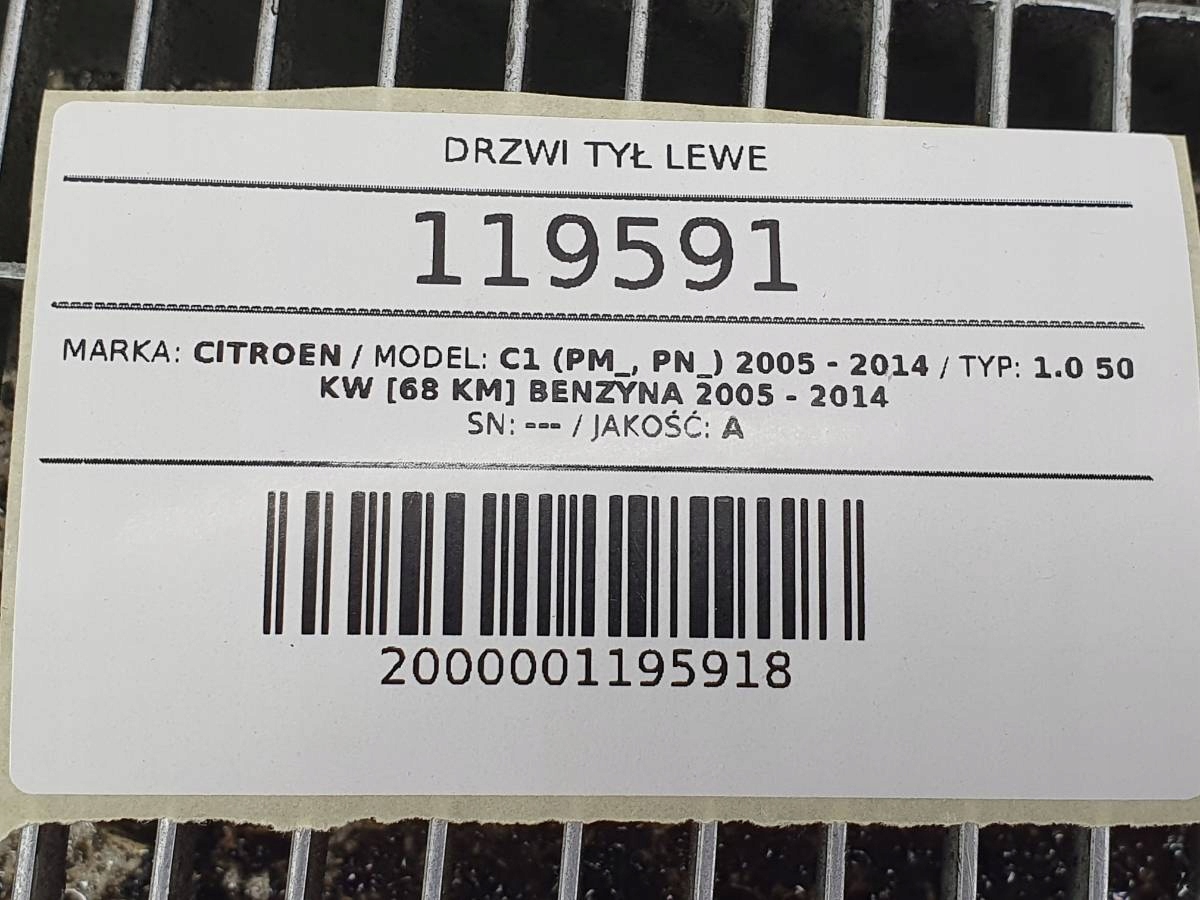 DRZWI TYŁ LEWE
119591
MARKA: CITROEN / MODEL: C1 (PM_, PN_) 2005 - 2014 / TYP: 1.0 50
KW [68 KM] BENZYNA 2005 - 2014
SN: --- / JAKOŚĆ: A
2000001195918